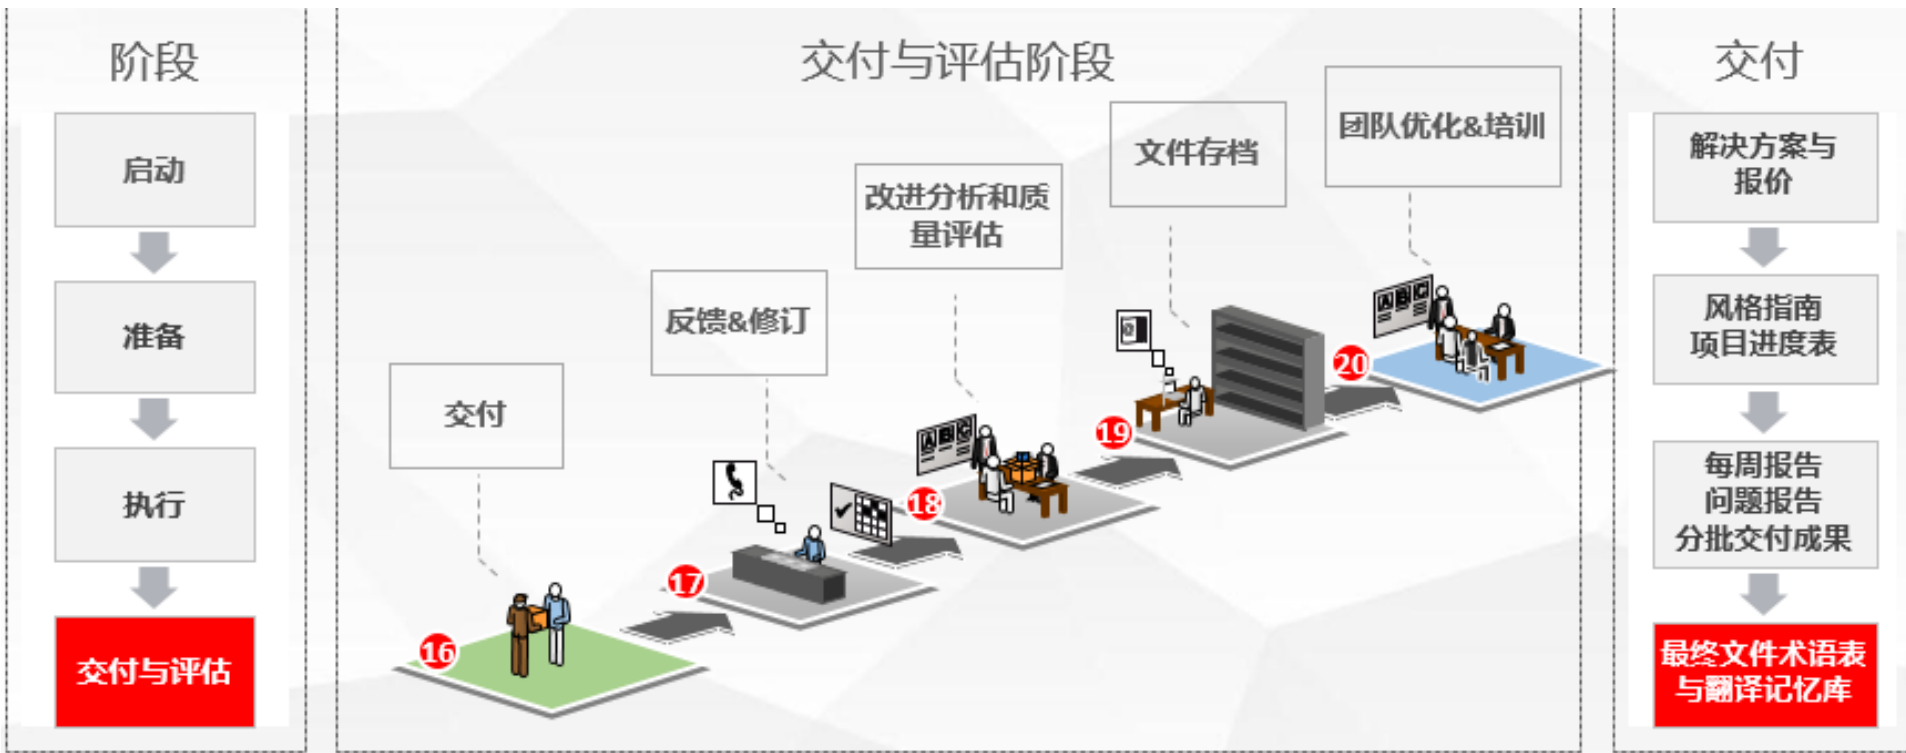 阶段
启动
准备
执行
交付与评估
交付与评估阶段
交付
反馈&修订
改进分析和质
量评估
文件存档
团队优化&培训
16
17
18
19
20
A B C
@
A B C
交付
解决方案与
报价
风格指南
项目进度表
每周报告
问题报告
分批交付成果
最终文件术语表
与翻译记忆库